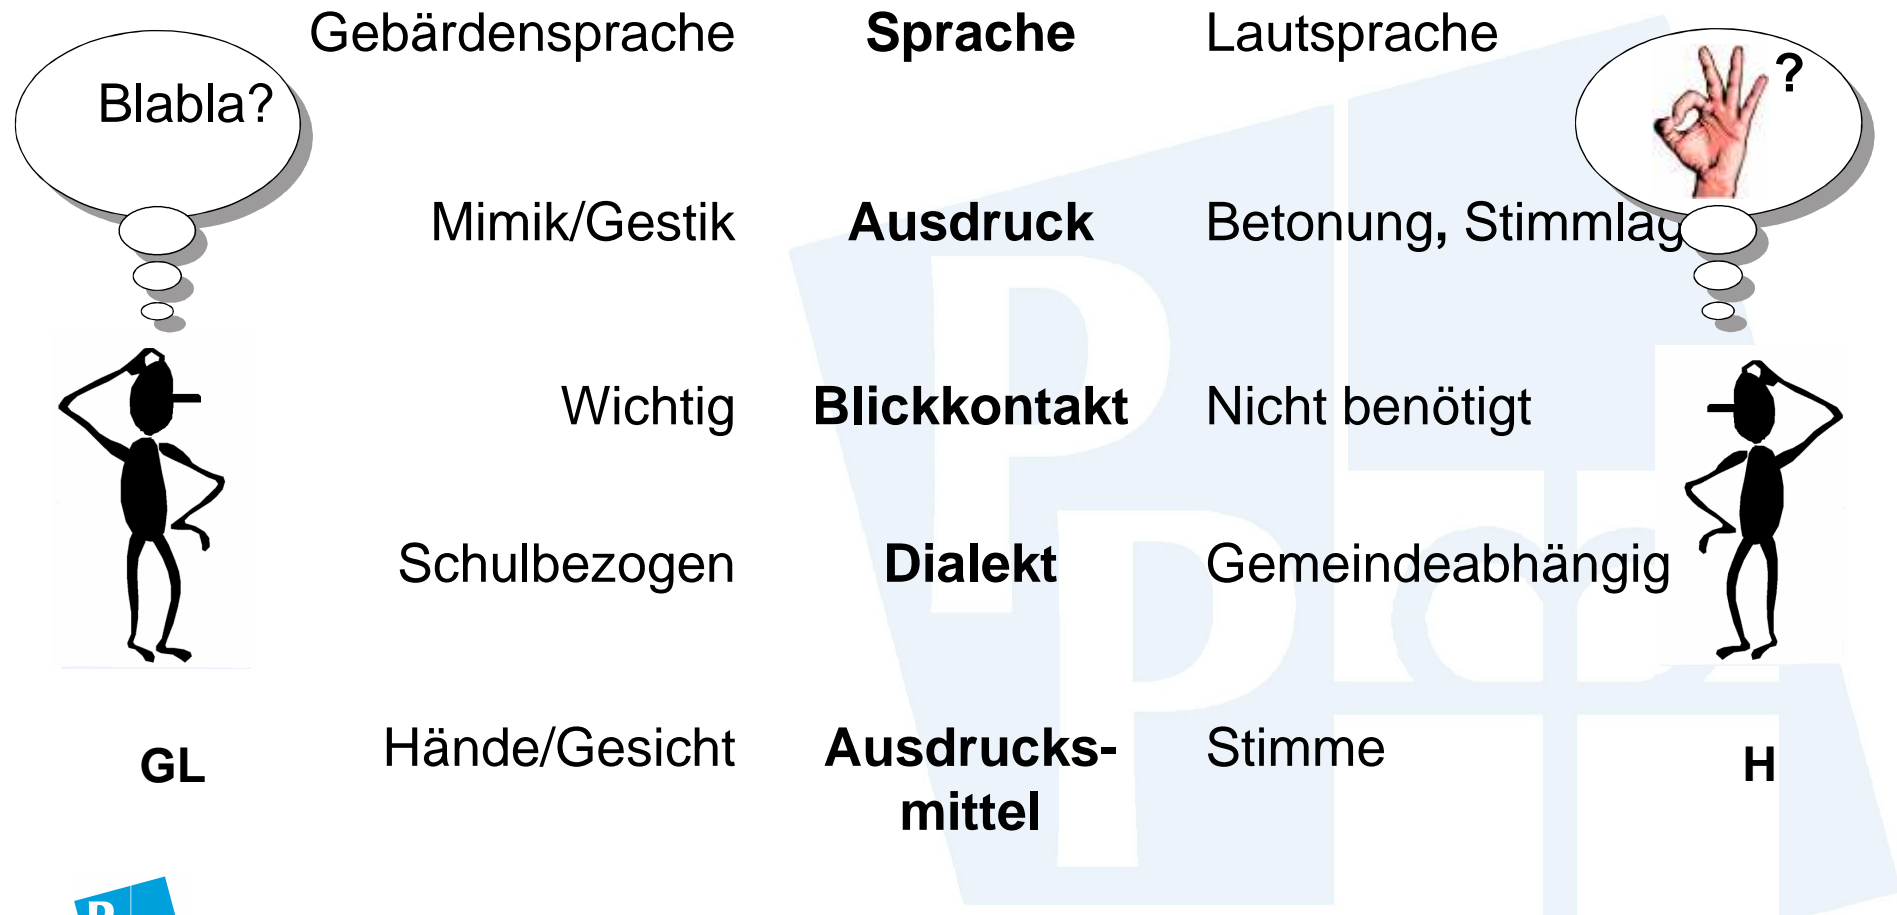 Gebärdensprache Sprache Lautsprache
Blabla? ?
Mimik/Gestik Ausdruck Betonung, Stimmlag
Wichtig Blickkontakt Nicht benötigt
Schulbezogen Dialekt Gemeindeabhängig
Hände/Gesicht Ausdrucks- Stimme
GL H
mittel
P
P
P